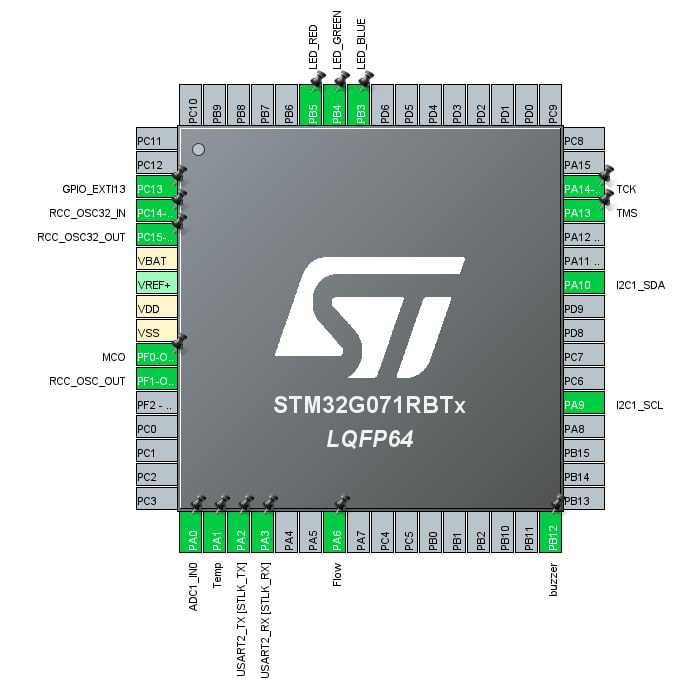 LED_RED
LED_GREEN
LED_BLUE
PC10
PB9
PB8
PB7
PB6
PB5
PB4
PB3
PD6
PD5
PD4
PD3
PD2
PD1
PD0
PC9
PC11
PC12
GPIO_EXTI13 PC13
RCC_OSC32_IN PC14-..
RCC_OSC32_OUT PC15-..
VBAT
VREF+
VDD
VSS
MCO PF0-O..
RCC_OSC_OUT PF1-O..
PF2 - ..
PC0
PC1
PC2
PC3
ST
STM32G071RBTx
LQFP64
PC8
PA15
PA14-.. TCK
PA13 TMS
PA12 ..
PA11 ..
PA10 I2C1_SDA
PD9
PD8
PC7
PC6
PA9 I2C1_SCL
PA8
PB15
PB14
PB13
PA0
PA1
PA2
PA3
PA4
PA5
PA6
PA7
PC4
PC5
PB0
PB1
PB2
PB10
PB11
PB12
ADC1_IN0
Temp
USART2_TX [STLK_TX]
USART2_RX [STLK_RX]
Flow
buzzer